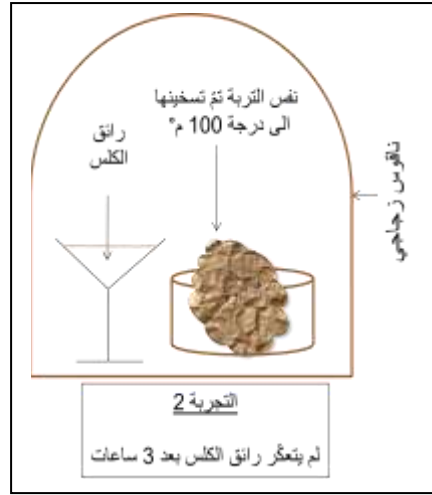 نفس التربة تمّ تسخينها
الى درجة 100 م°
رائق
الكلس
ناقوس زجاجي
التجربة 2
لم يتعكّر رائق الكلس بعد 3 ساعات